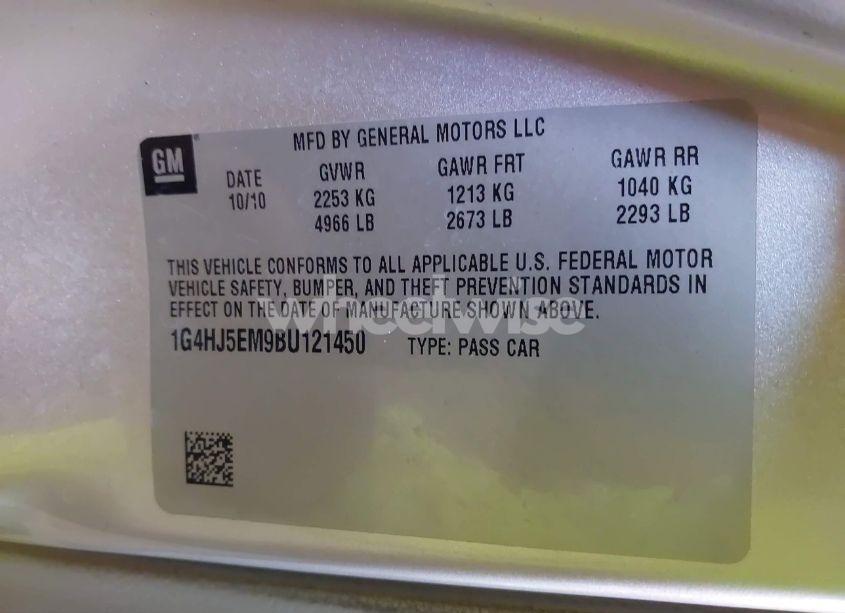 MFD BY GENERAL MOTORS LLC
GM
DATE GVWR GAWR FRT GAWR RR
10/10 2253 KG 1213 KG 1040 KG
4966 LB 2673 LB 2293 LB
THIS VEHICLE CONFORMS TO ALL APPLICABLE U.S. FEDERAL MOTOR
VEHICLE SAFETY, BUMPER, AND THEFT PREVENTION STANDARDS IN
EFFECT ON THE DATE OF MANUFACTURE SHOWN ABOVE.
wheelwise
1G4HJ5EM9BU121450 TYPE: PASS CAR